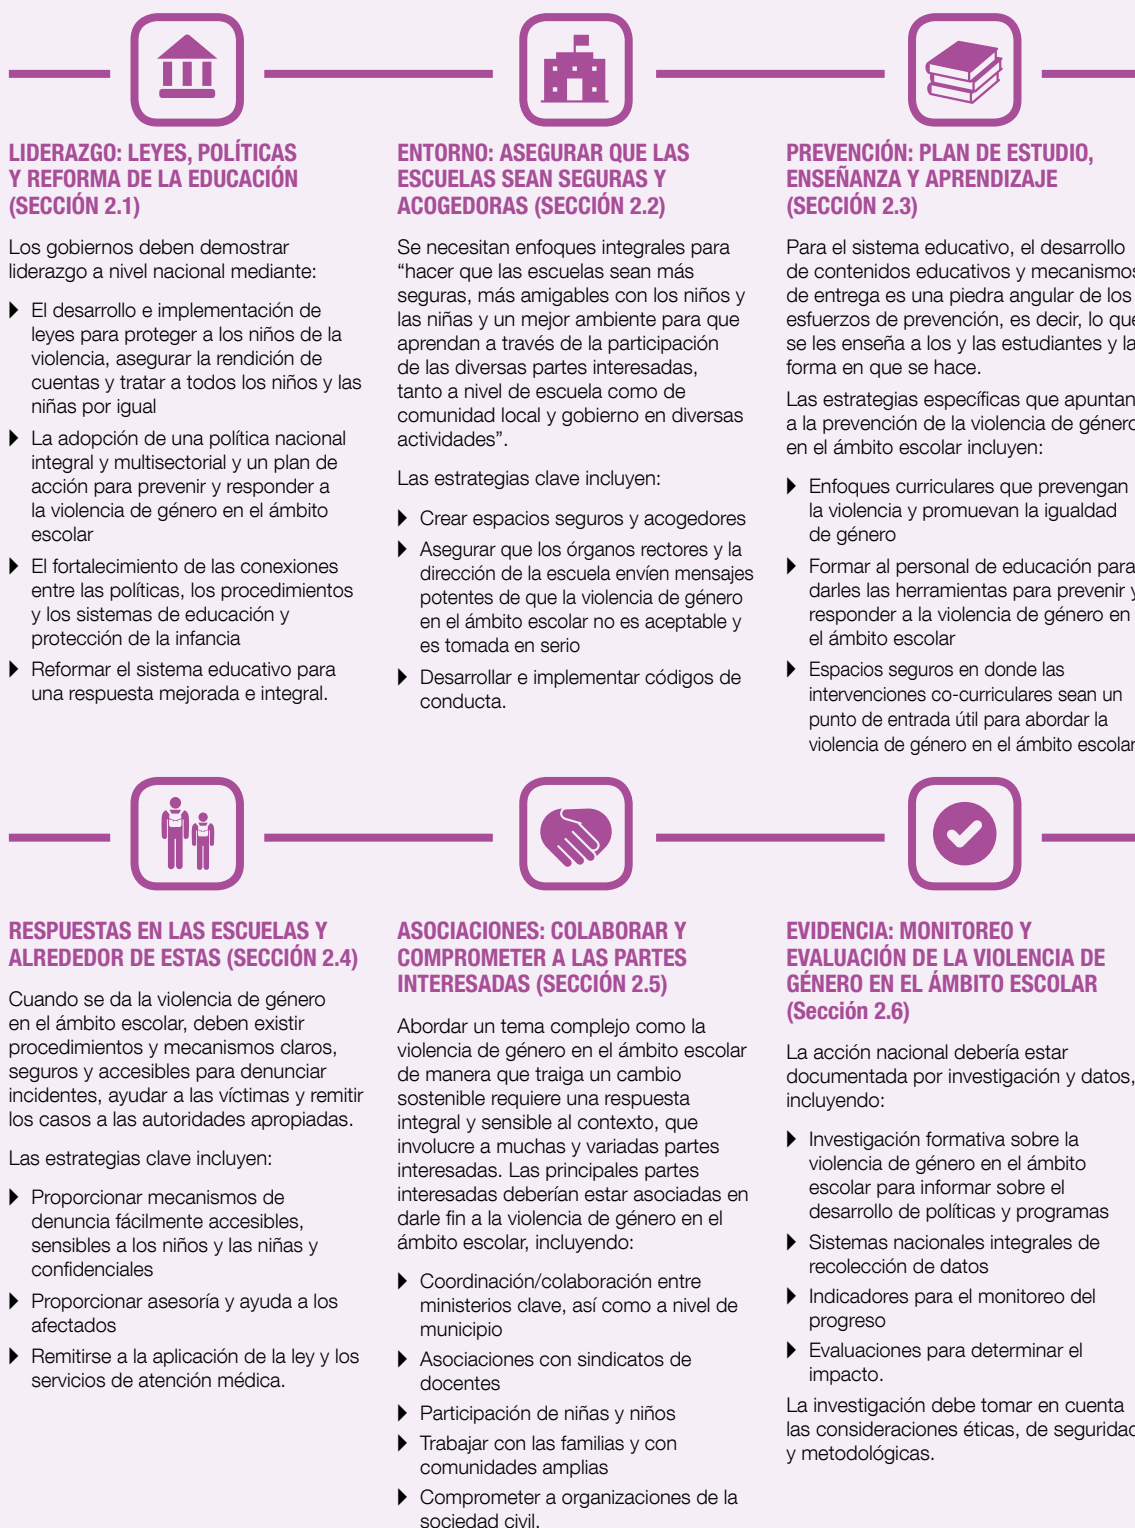 LIDERAZGO: LEYES, POLÍTICAS
Y REFORMA DE LA EDUCACIÓN
(SECCIÓN 2.1)
Los gobiernos deben demostrar
liderazgo a nivel nacional mediante:
El desarrollo e implementación de
leyes para proteger a los niños de la
violencia, asegurar la rendición de
cuentas y tratar a todos los niños y las
niñas por igual
La adopción de una política nacional
integral y multisectorial y un plan de
acción para prevenir y responder a
la violencia de género en el ámbito
escolar
El fortalecimiento de las conexiones
entre las políticas, los procedimientos
y los sistemas de educación y
protección de la infancia
Reformar el sistema educativo para
una respuesta mejorada e integral.
ENTORNO: ASEGURAR QUE LAS
ESCUELAS SEAN SEGURAS Y
ACOGEDORAS (SECCIÓN 2.2)
Se necesitan enfoques integrales para
“hacer que las escuelas sean más
seguras, más amigables con los niños y
las niñas y un mejor ambiente para que
aprendan a través de la participación
de las diversas partes interesadas,
tanto a nivel de escuela como de
comunidad local y gobierno en diversas
actividades”.
Las estrategias clave incluyen:
Crear espacios seguros y acogedores
Asegurar que los órganos rectores y la
dirección de la escuela envíen mensajes
potentes de que la violencia de género
en el ámbito escolar no es aceptable y
es tomada en serio
Desarrollar e implementar códigos de
conducta.
PREVENCIÓN: PLAN DE ESTUDIO,
ENSEÑANZA Y APRENDIZAJE
(SECCIÓN 2.3)
Para el sistema educativo, el desarrollo
de contenidos educativos y mecanismos
de entrega es una piedra angular de los
esfuerzos de prevención, es decir, lo que
se les enseña a los y las estudiantes y la
forma en que se hace.
Las estrategias específicas que apuntan
a la prevención de la violencia de género
en el ámbito escolar incluyen:
Enfoques curriculares que prevengan
la violencia y promuevan la igualdad
de género
Formar al personal de educación para
darles las herramientas para prevenir y
responder a la violencia de género en
el ámbito escolar
Espacios seguros en donde las
intervenciones co-curriculares sean un
punto de entrada útil para abordar la
violencia de género en el ámbito escolar
RESPUESTAS EN LAS ESCUELAS Y
ALREDEDOR DE ESTAS (SECCIÓN 2.4)
Cuando se da la violencia de género
en el ámbito escolar, deben existir
procedimientos y mecanismos claros,
seguros y accesibles para denunciar
incidentes, ayudar a las víctimas y remitir
los casos a las autoridades apropiadas.
Las estrategias clave incluyen:
Proporcionar mecanismos de
denuncia fácilmente accesibles,
sensibles a los niños y las niñas y
confidenciales
Proporcionar asesoría y ayuda a los
afectados
Remitirse a la aplicación de la ley y los
servicios de atención médica.
ASOCIACIONES: COLABORAR Y
COMPROMETER A LAS PARTES
INTERESADAS (SECCIÓN 2.5)
Abordar un tema complejo como la
violencia de género en el ámbito escolar
de manera que traiga un cambio
sostenible requiere una respuesta
integral y sensible al contexto, que
involucre a muchas y variadas partes
interesadas. Las principales partes
interesadas deberían estar asociadas en
darle fin a la violencia de género en el
ámbito escolar, incluyendo:
Coordinación/colaboración entre
ministerios clave, así como a nivel de
municipio
Asociaciones con sindicatos de
docentes
Participación de niñas y niños
Trabajar con las familias y con
comunidades amplias
Comprometer a organizaciones de la
sociedad civil.
EVIDENCIA: MONITOREO Y
EVALUACIÓN DE LA VIOLENCIA DE
GÉNERO EN EL ÁMBITO ESCOLAR
(Sección 2.6)
La acción nacional debería estar
documentada por investigación y datos,
incluyendo:
Investigación formativa sobre la
violencia de género en el ámbito
escolar para informar sobre el
desarrollo de políticas y programas
Sistemas nacionales integrales de
recolección de datos
Indicadores para el monitoreo del
progreso
Evaluaciones para determinar el
impacto.
La investigación debe tomar en cuenta
las consideraciones éticas, de seguridad
y metodológicas.